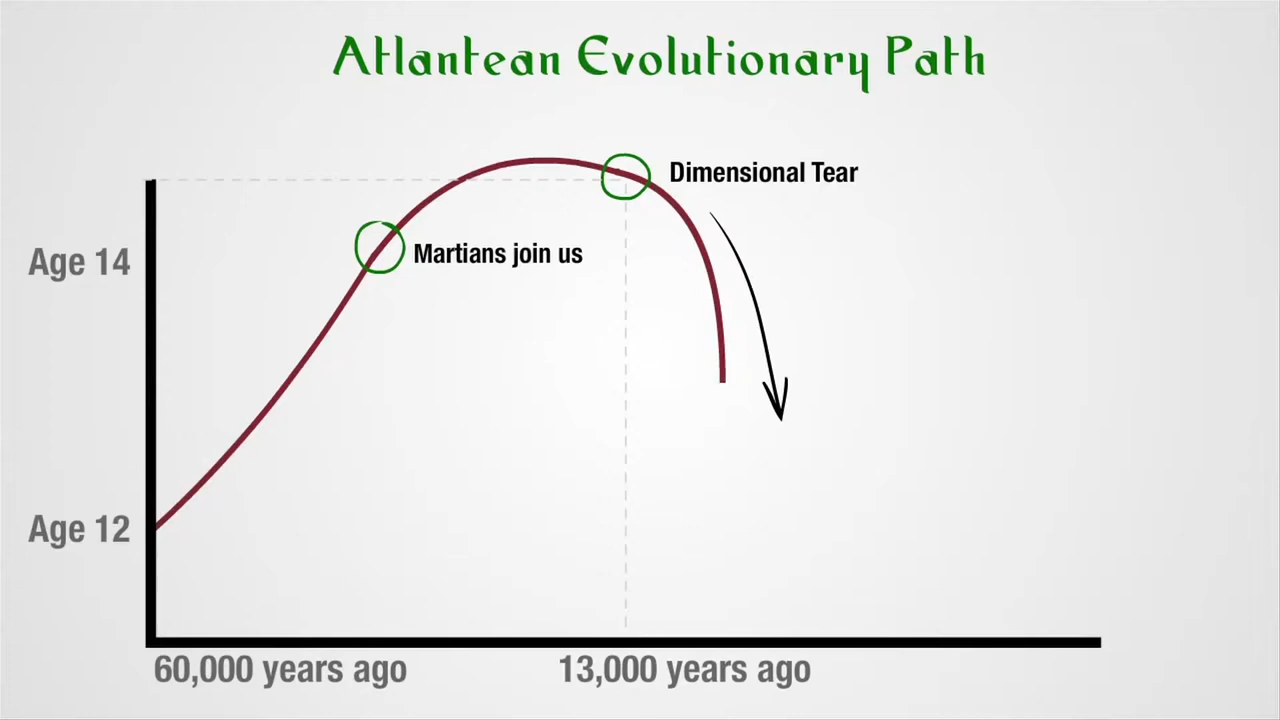 Atlantean Evolutionary Path
Dimensional Tear
Martians join us
Age 14
Age 12
60,000 years ago
13,000 years ago